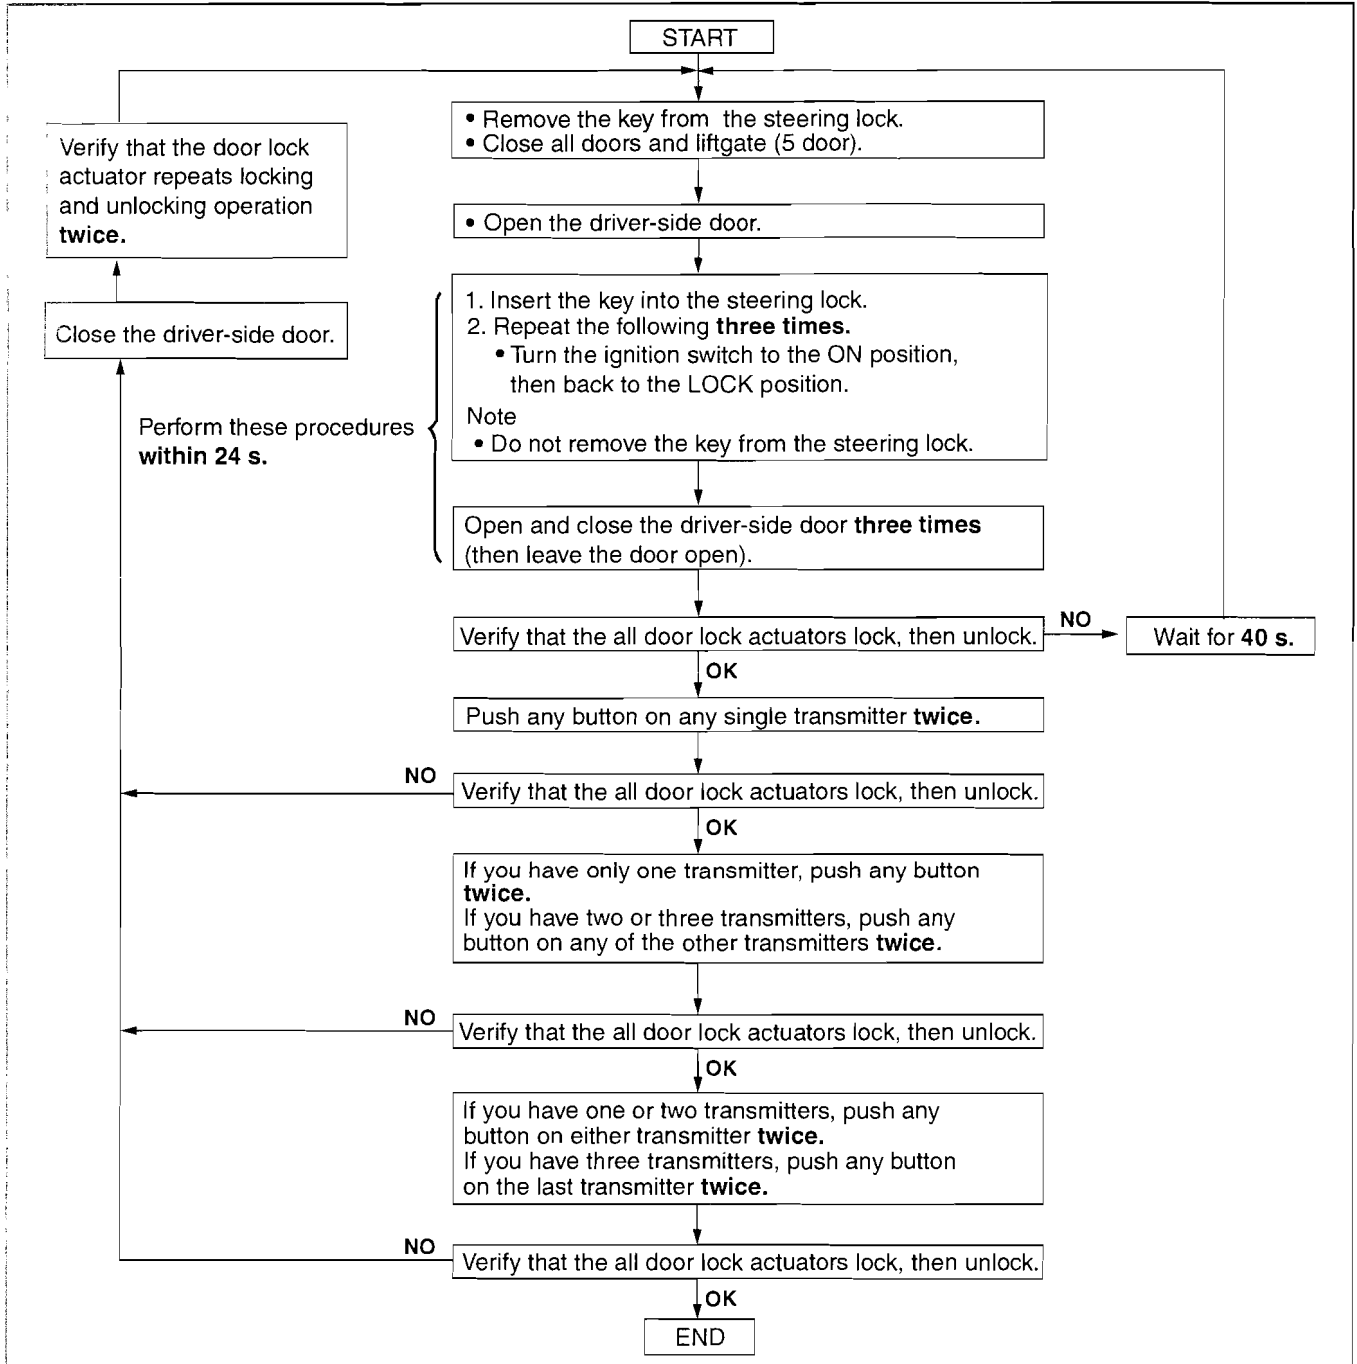 START
• Remove the key from the steering lock.
• Close all doors and liftgate (5 door).
Verify that the door lock
actuator repeats locking
and unlocking operation
twice.
• Open the driver-side door.
Close the driver-side door.
1. Insert the key into the steering lock.
2. Repeat the following three times.
• Turn the ignition switch to the ON position,
then back to the LOCK position.
Note
• Do not remove the key from the steering lock.
Perform these procedures
within 24 s.
Open and close the driver-side door three times
(then leave the door open).
Verify that the all door lock actuators lock, then unlock.
NO
Wait for 40 s.
OK
Push any button on any single transmitter twice.
NO
Verify that the all door lock actuators lock, then unlock.
OK
If you have only one transmitter, push any button
twice.
If you have two or three transmitters, push any
button on any of the other transmitters twice.
NO
Verify that the all door lock actuators lock, then unlock.
OK
If you have one or two transmitters, push any
button on either transmitter twice.
If you have three transmitters, push any button
on the last transmitter twice.
NO
Verify that the all door lock actuators lock, then unlock.
OK
END